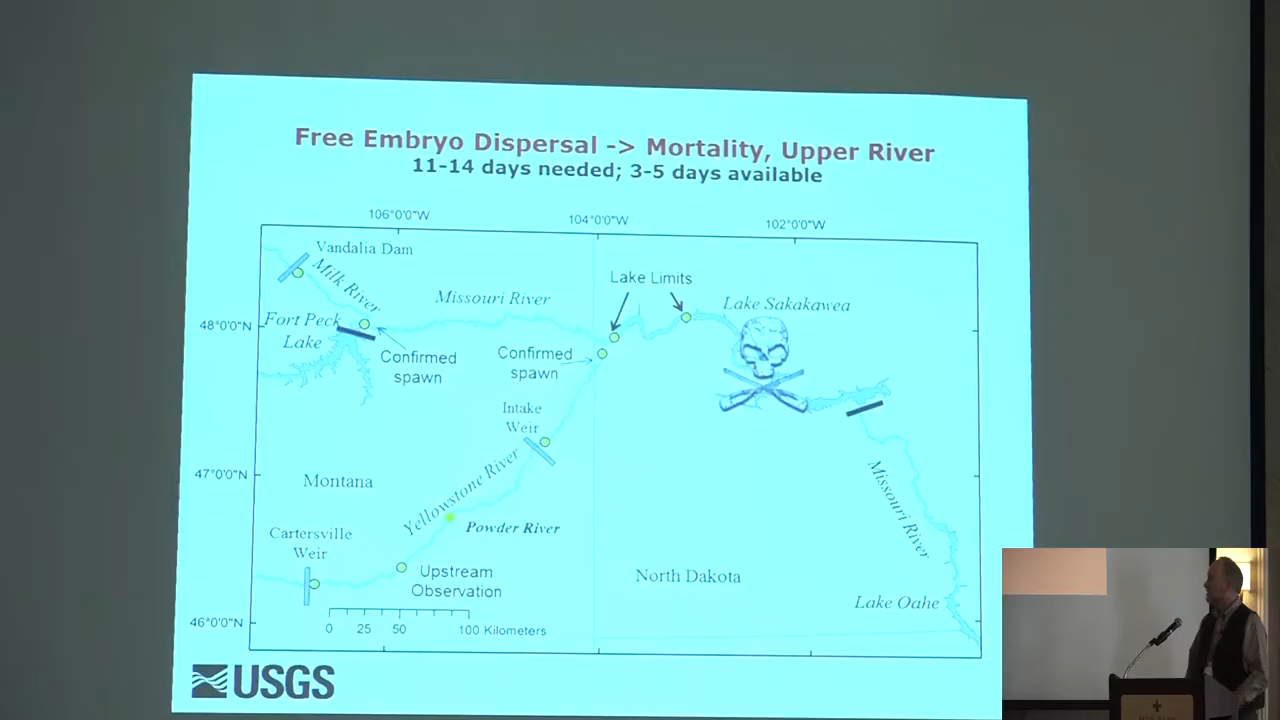 Free Embryo Dispersal -> Mortality, Upper River
11-14 days needed; 3-5 days available
106°0'0"W
104°0'0"W
102°0'0"W
Vandalia Dam
Milk River
Missouri River
Lake Limits
Lake Sakakawea
48°0'0"N
Fort Peck
Lake
Confirmed
spawn
Confirmed
spawn
Intake
Weir
47°0'0"N
Montana
Yellowstone River
Powder River
Missouri River
Cartersville
Weir
Upstream
Observation
North Dakota
Lake Oahe
46°0'0"N
0 25 50 100 Kilometers
USGS